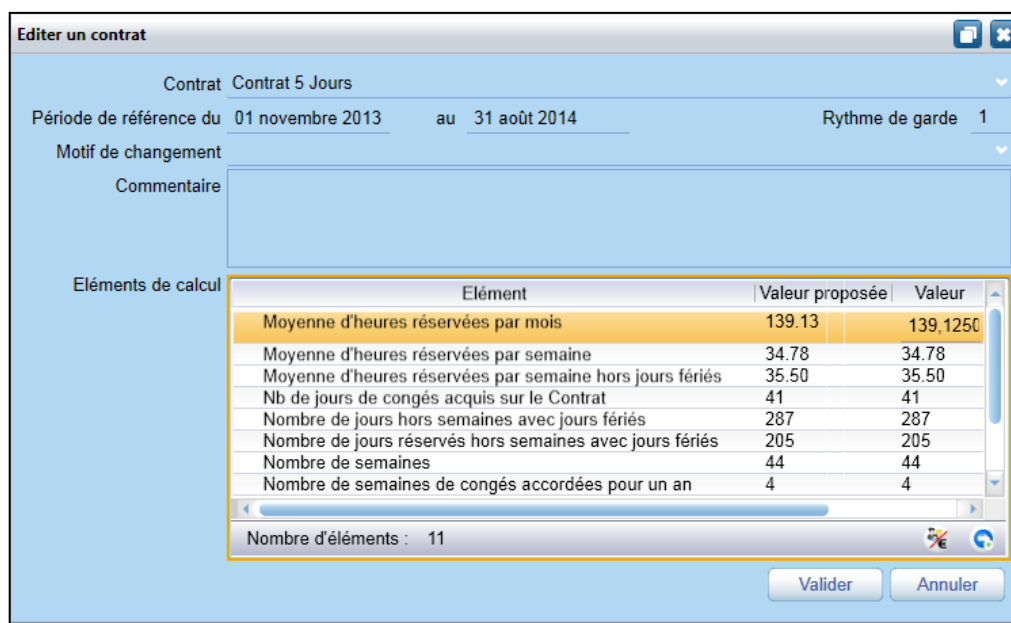 Editer un contrat
Contrat Contrat 5 Jours
Période de référence du 01 novembre 2013 au 31 août 2014 Rythme de garde 1
Motif de changement
Commentaire
Eléments de calcul
Elément Valeur proposée Valeur
Moyenne d'heures réservées par mois 139.13 139,1250
Moyenne d'heures réservées par semaine 34.78 34.78
Moyenne d'heures réservées par semaine hors jours fériés 35.50 35.50
Nb de jours de congés acquis sur le Contrat 41 41
Nombre de jours hors semaines avec jours fériés 287 287
Nombre de jours réservés hors semaines avec jours fériés 205 205
Nombre de semaines 44 44
Nombre de semaines de congés accordées pour un an 4 4
Nombre d'éléments : 11
Valider Annuler